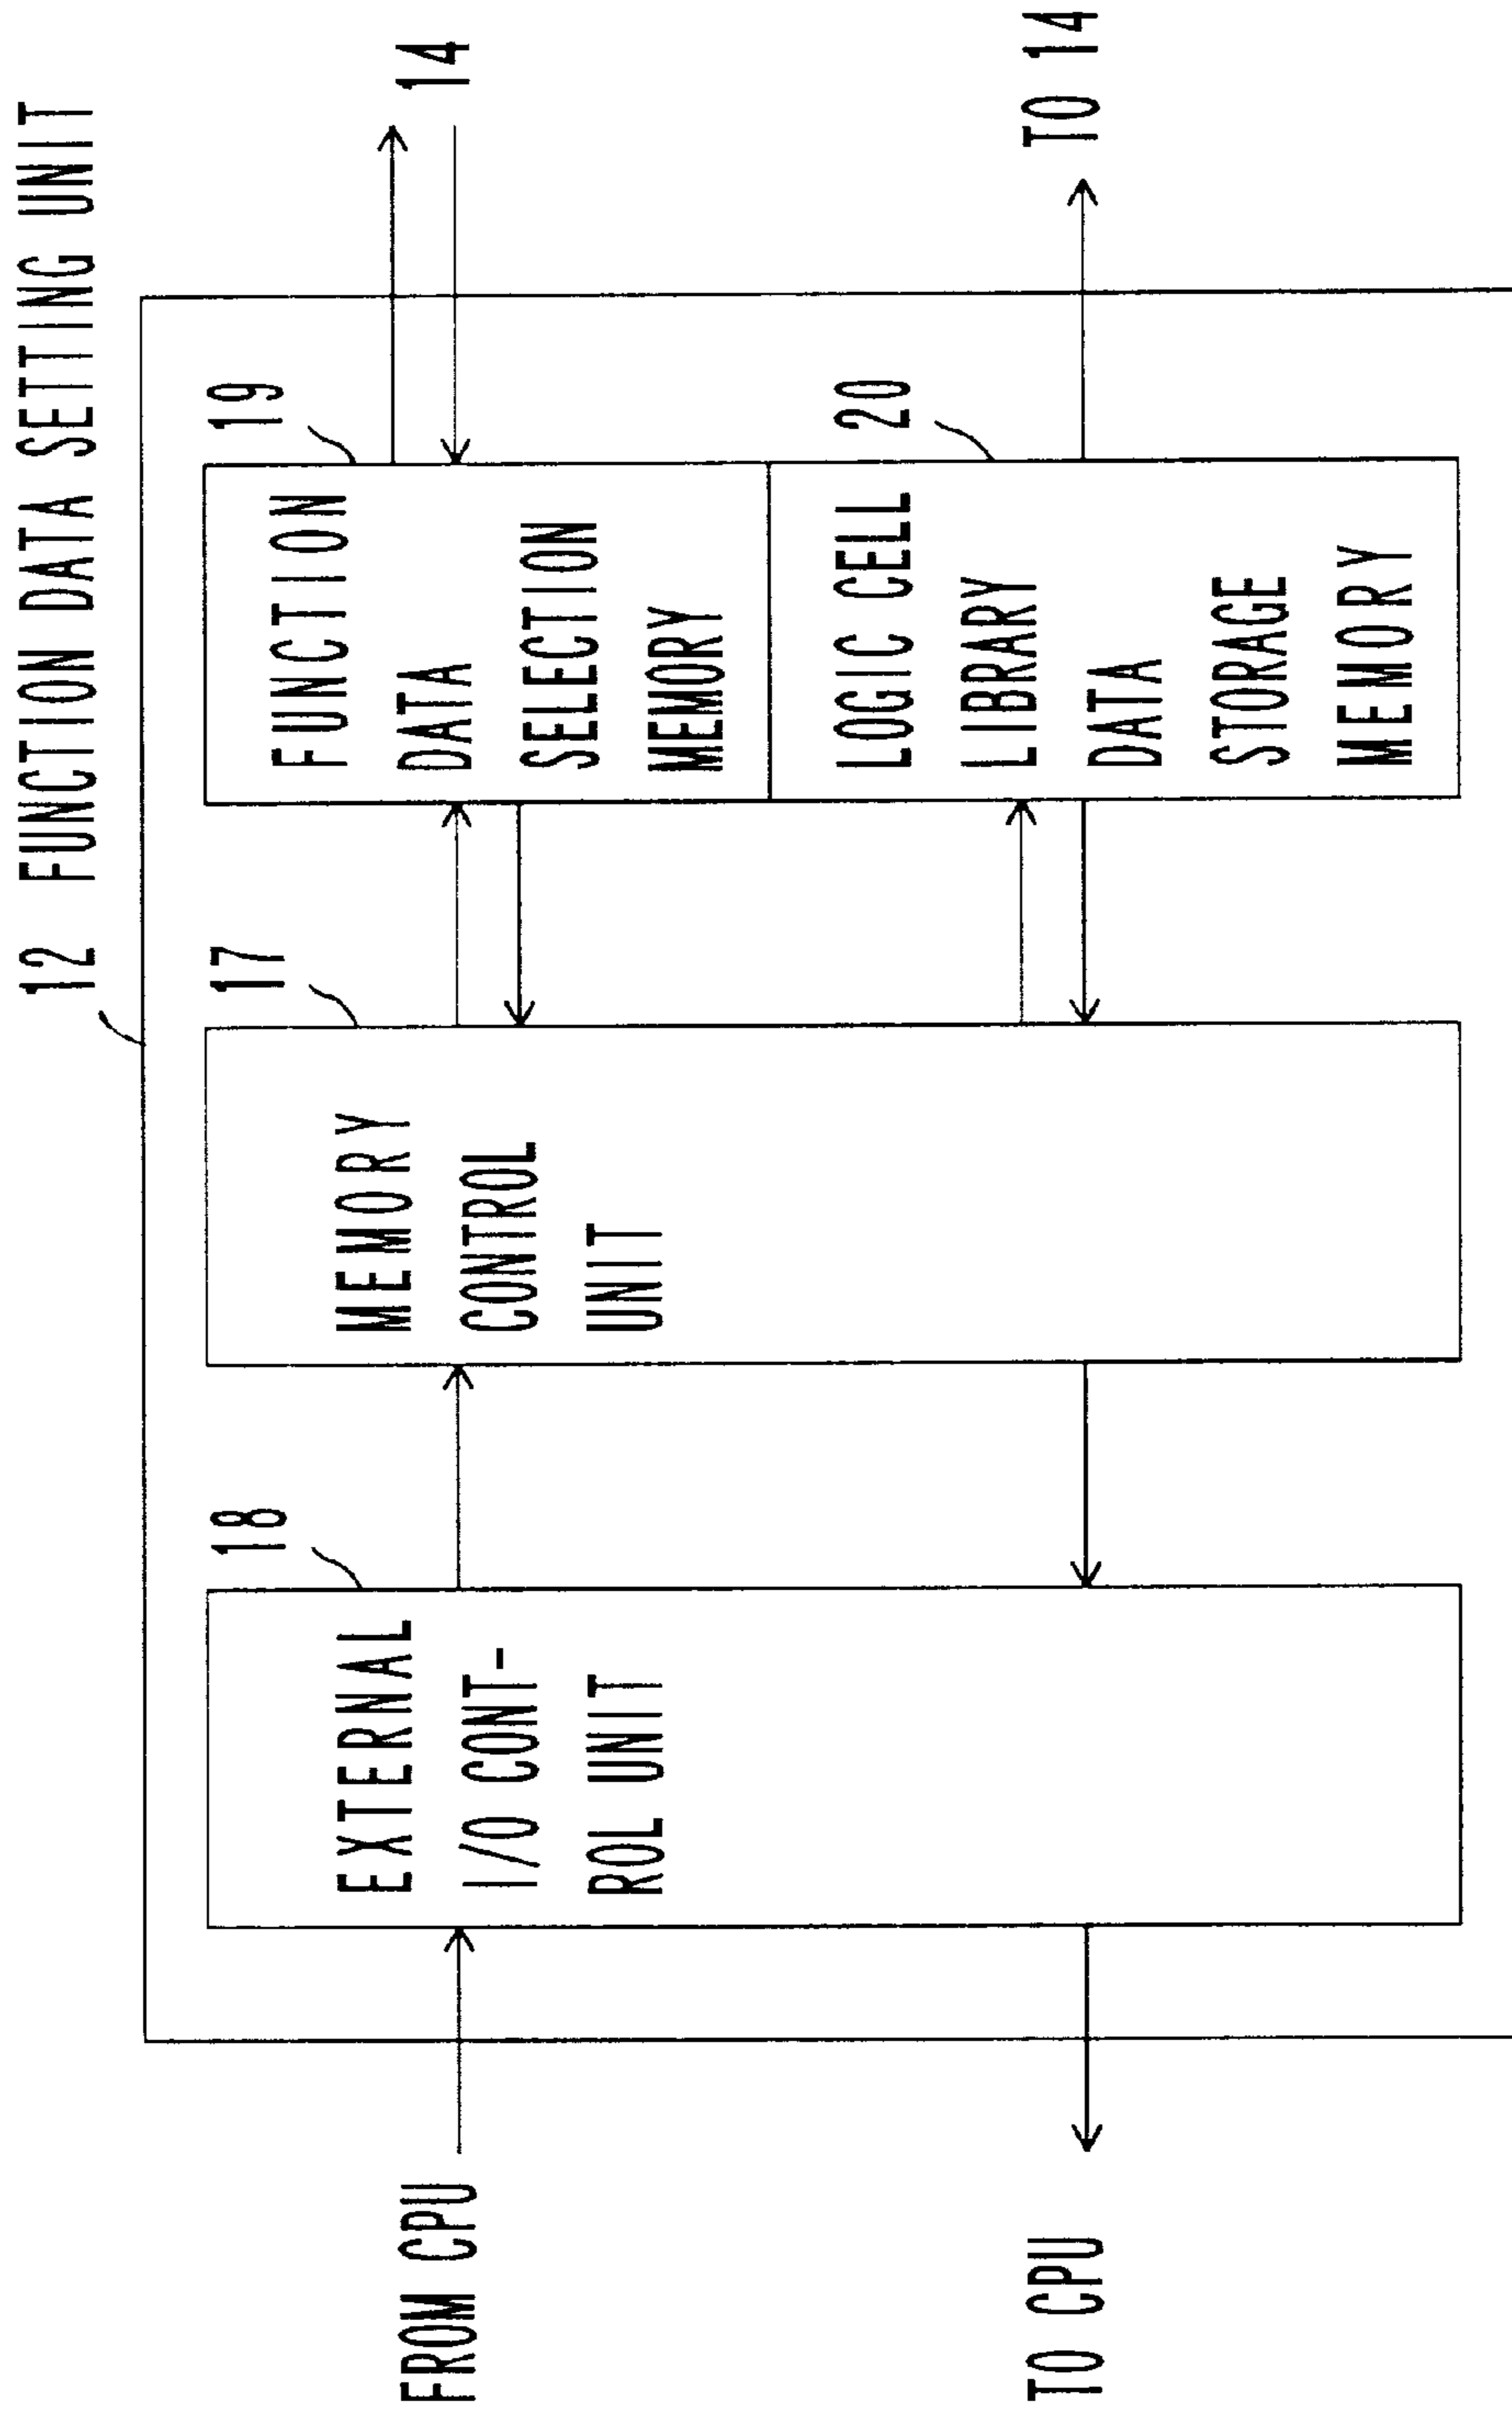 12 FUNCTION DATA SETTING UNIT
18
17
19
14
FROM CPU
EXTERNAL
I/O CONT-
ROL UNIT
MEMORY
CONTROL
UNIT
FUNCTION
DATA
SELECTION
MEMORY
20
LOGIC CELL
LIBRARY
DATA
STORAGE
MEMORY
TO CPU
TO 14